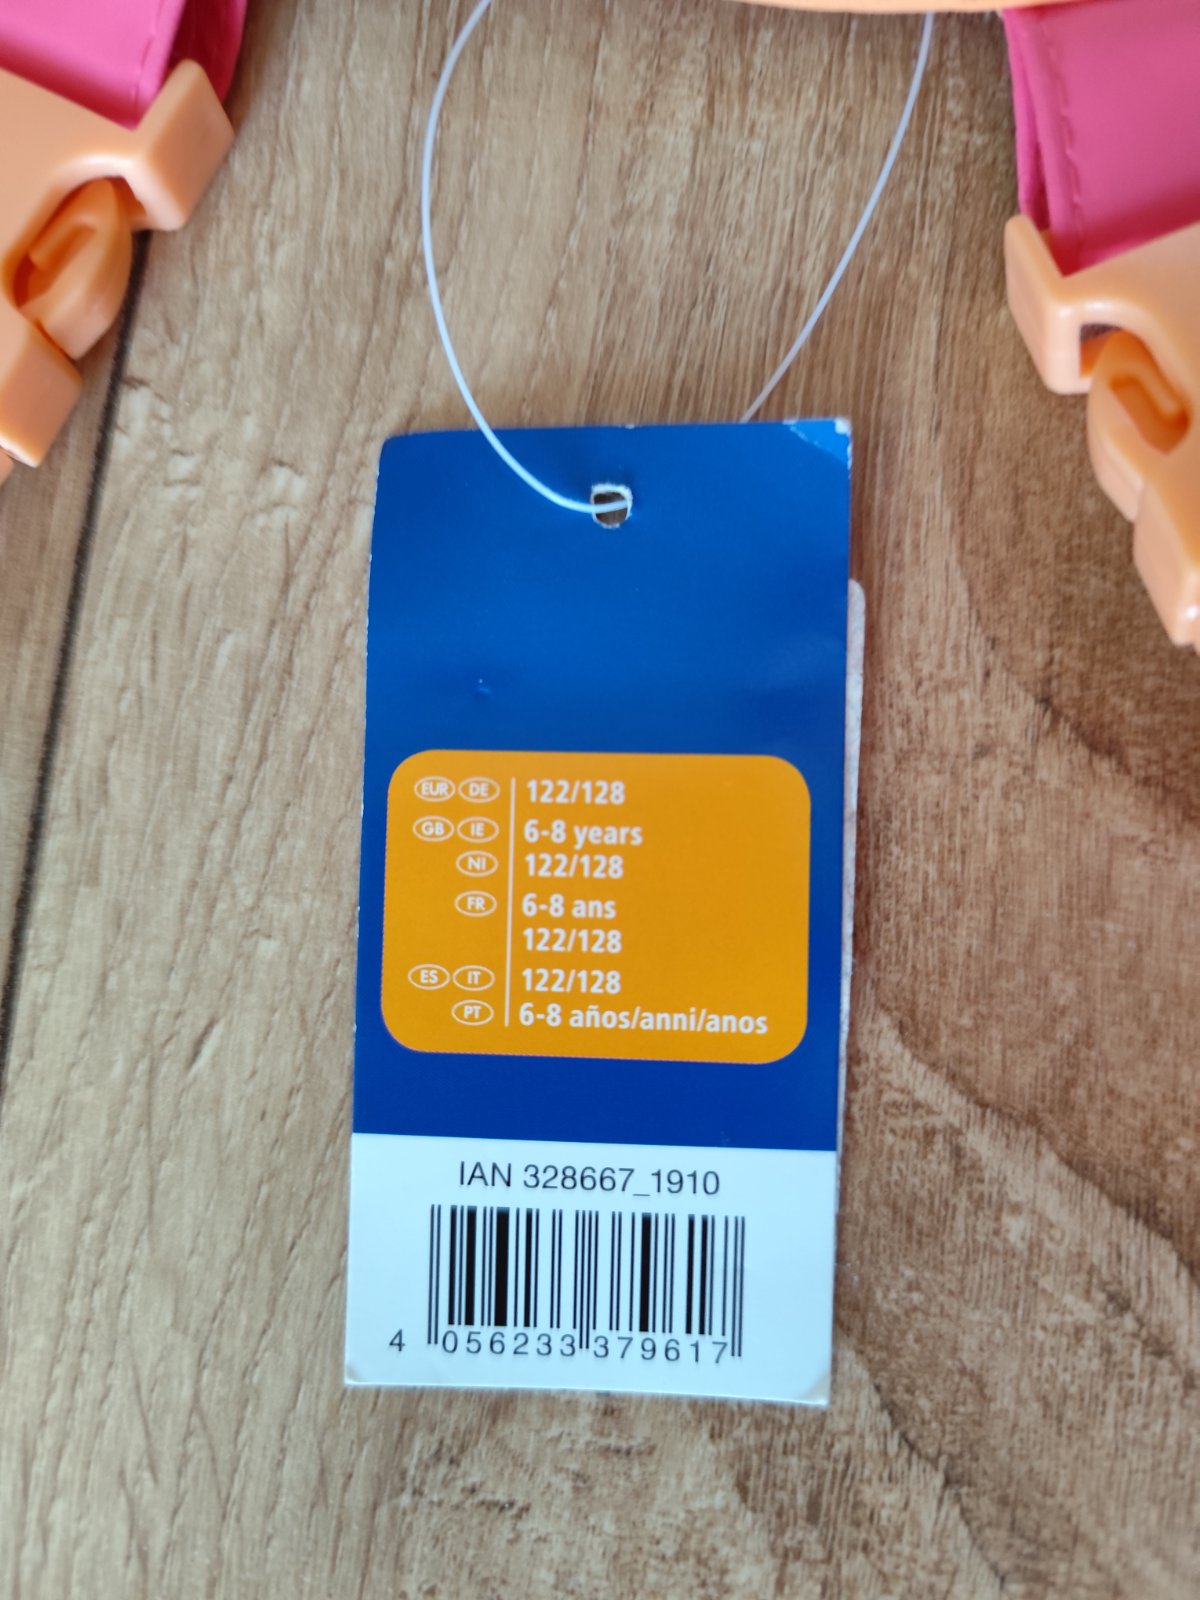 EUR DE 122/128
GB IE 6-8 years
NI 122/128
FR 6-8 ans
122/128
ES IT 122/128
PT 6-8 años/anni/anos
IAN 328667_1910
4 056233 379617